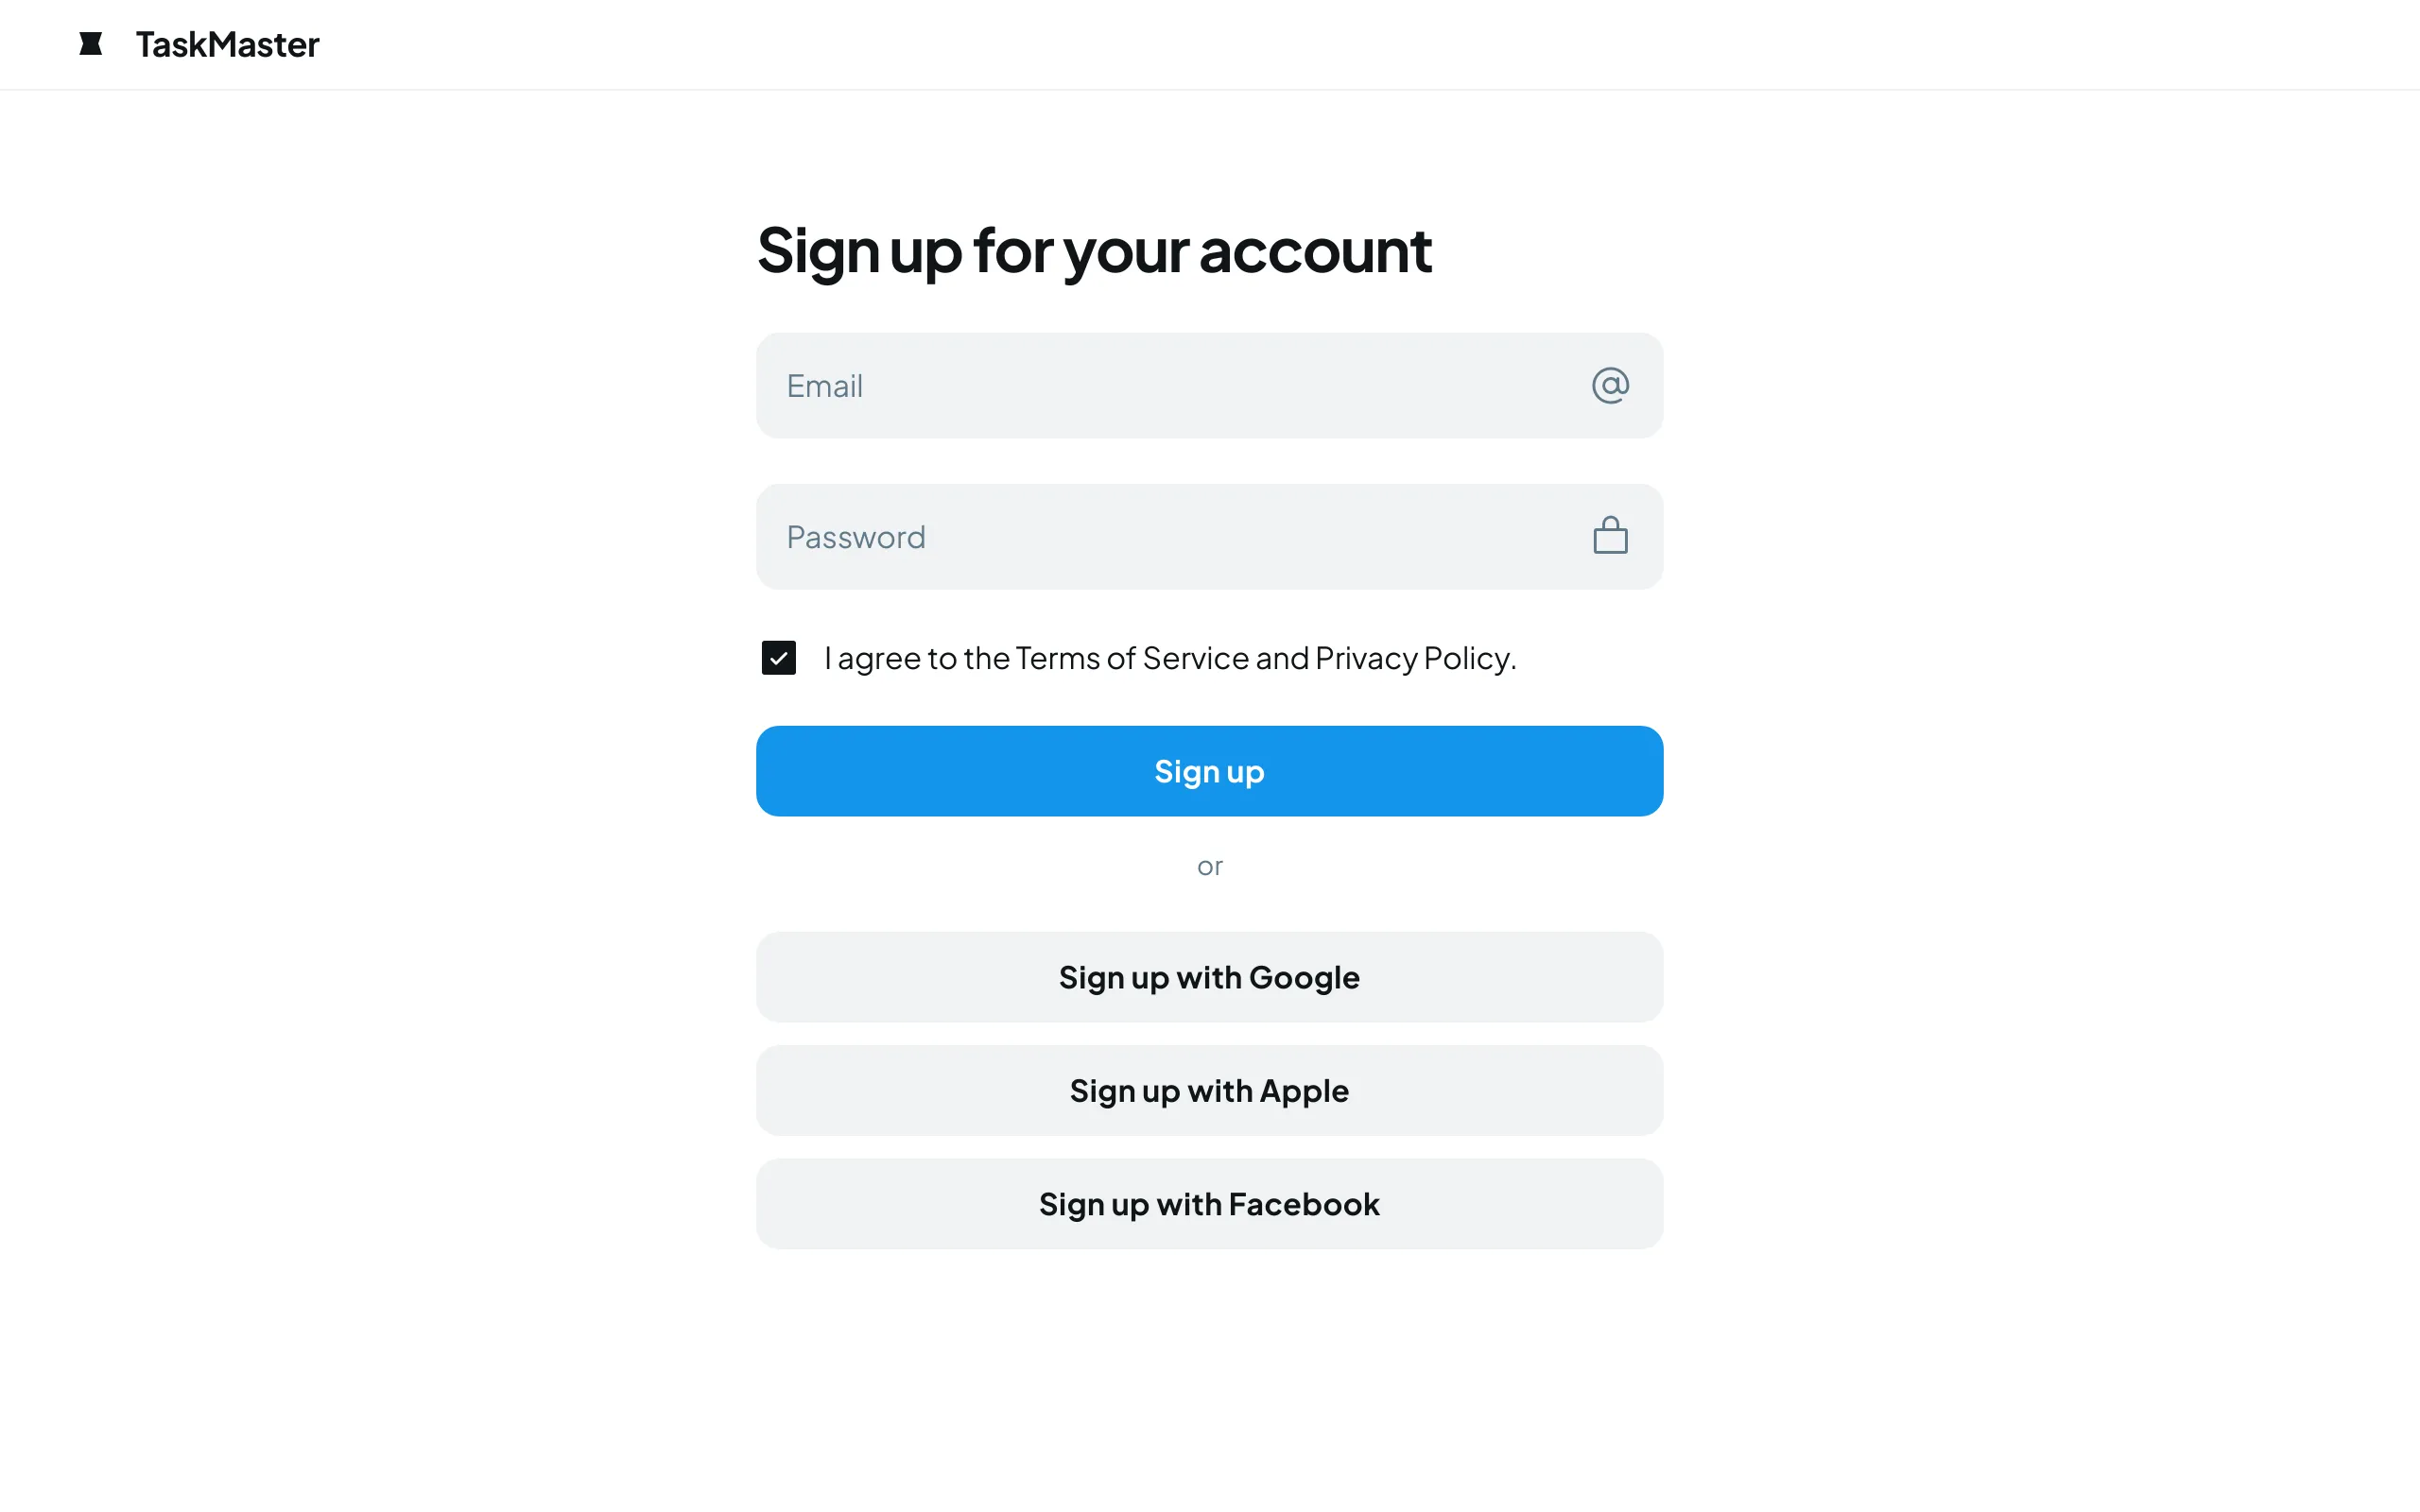 TaskMaster
Sign up for your account
Email
@
Password
I agree to the Terms of Service and Privacy Policy.
Sign up
or
Sign up with Google
Sign up with Apple
Sign up with Facebook